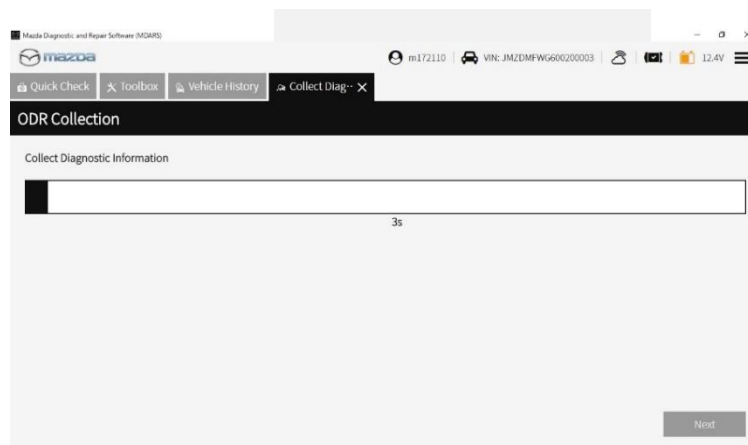 Mazda Diagnostic and Repair Software (MDARS)
mazda
m172110
VIN: JMZDMFWG600200003
12.4V
Quick Check
Toolbox
Vehicle History
Collect Diag··
ODR Collection
Collect Diagnostic Information
3s
Next